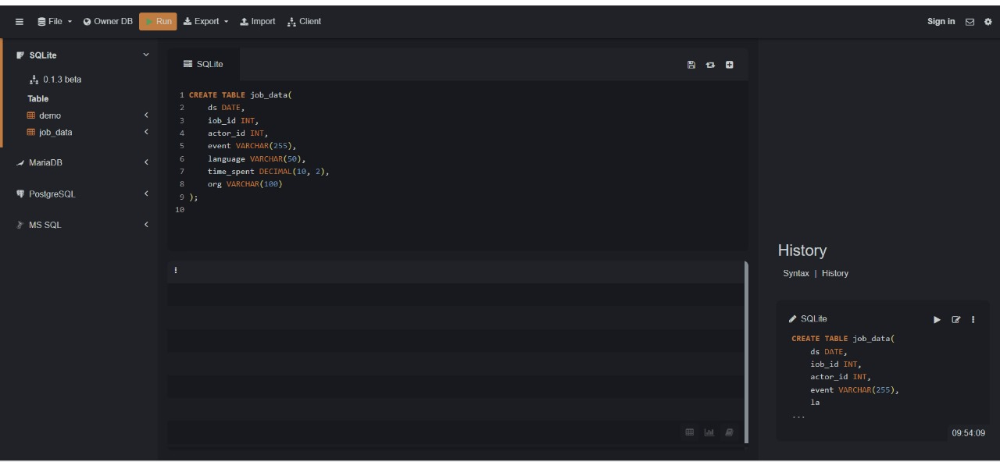 File Owner DB Run Export Import Client Sign in
SQLite
0.1.3 beta
Table
demo
job_data
MariaDB
PostgreSQL
MS SQL
SQLite
1 CREATE TABLE job_data(
2 ds DATE,
3 iob_id INT,
4 actor_id INT,
5 event VARCHAR(255),
6 language VARCHAR(50),
7 time_spent DECIMAL(10, 2),
8 org VARCHAR(100)
9 );
10
History
Syntax | History
SQLite
CREATE TABLE job_data(
ds DATE,
iob_id INT,
actor_id INT,
event VARCHAR(255),
la
...
09:54:09